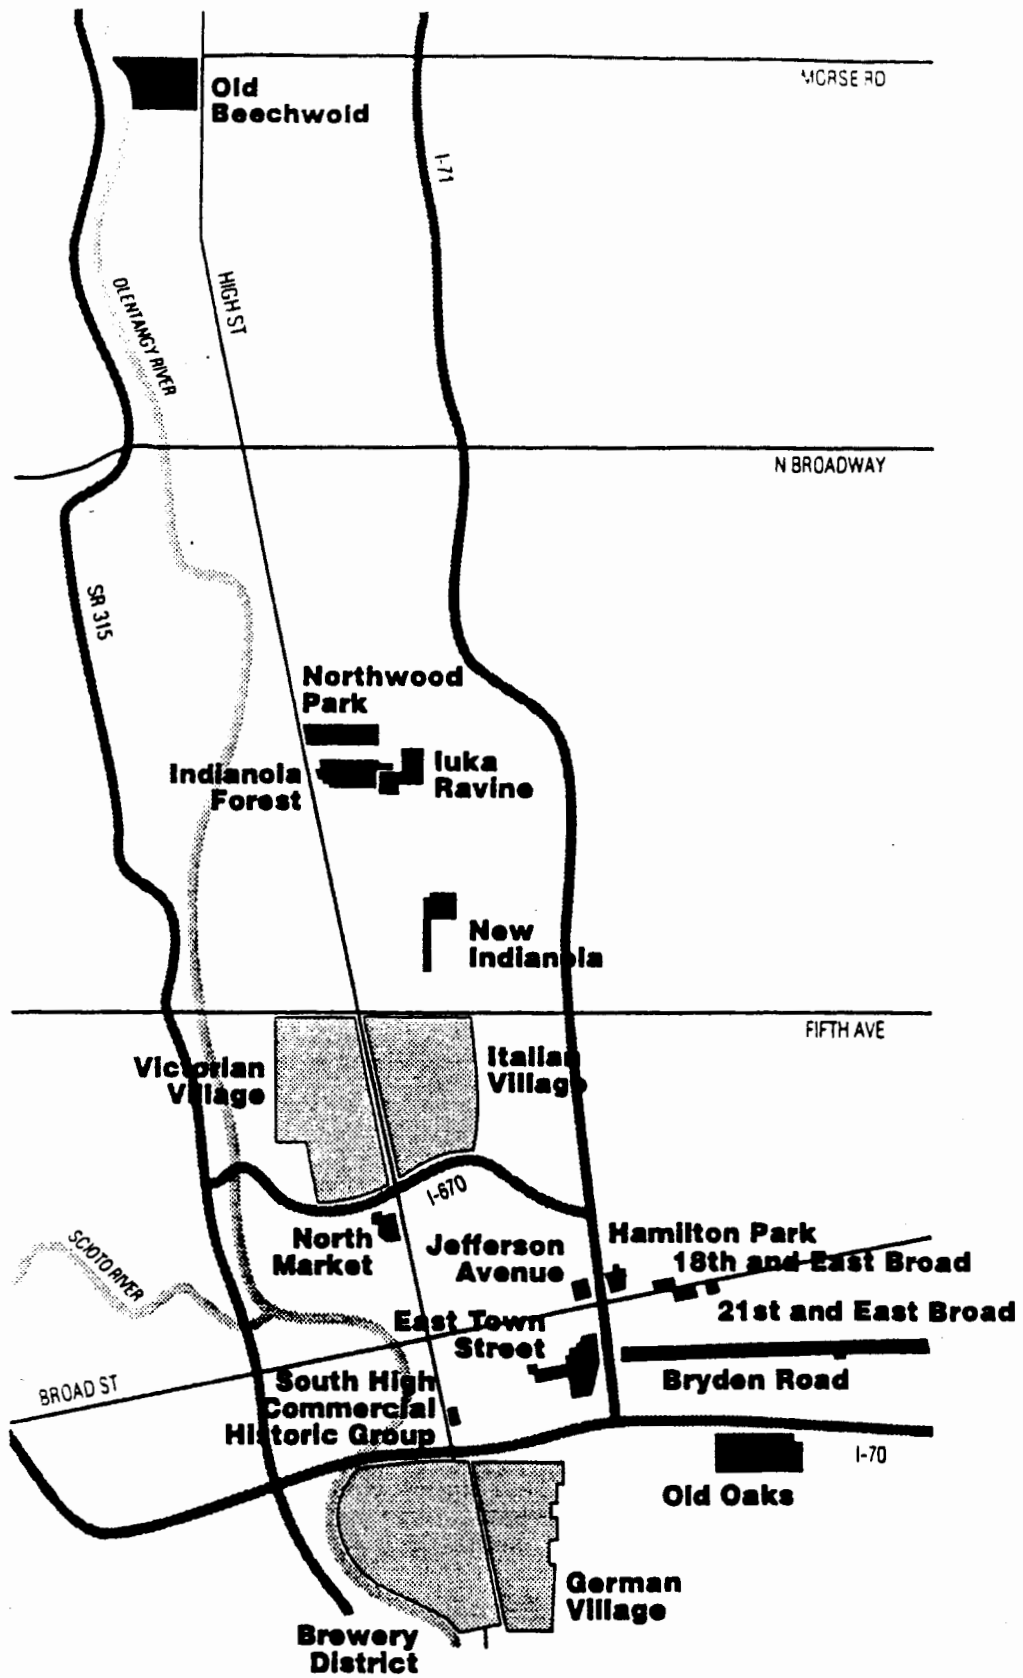 MORSE RD
Old
Beechwold
I-71
HIGH ST
OLENTANGY RIVER
N BROADWAY
SR 315
Northwood
Park
Indianola
Forest
Iuka
Ravine
New
Indianola
FIFTH AVE
Victorian
Village
Italian
Village
I-670
North
Market
Jefferson
Avenue
Hamilton Park
18th and East Broad
21st and East Broad
SCIOTO RIVER
East Town
Street
Bryden Road
BROAD ST
South High
Commercial
Historic Group
I-70
Old Oaks
German
Village
Brewery
District